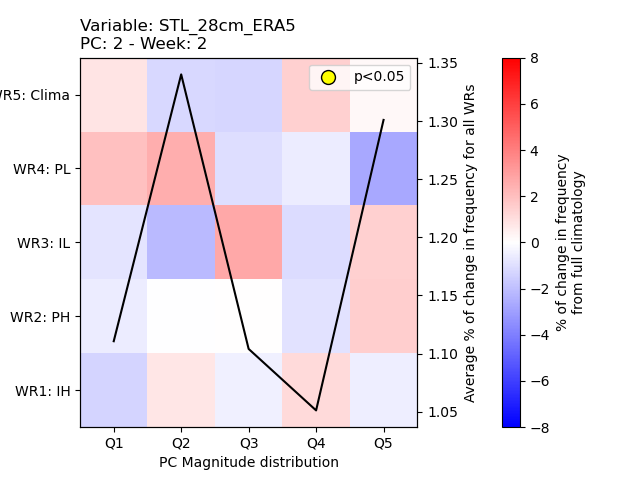 Variable: STL_28cm_ERA5
PC: 2 - Week: 2
p<0.05
WR5: Clima
WR4: PL
WR3: IL
WR2: PH
WR1: IH
Q1 Q2 Q3 Q4 Q5
PC Magnitude distribution
1.35
1.30
1.25
1.20
1.15
1.10
1.05
Average % of change in frequency for all WRs
8
6
4
2
0
−2
−4
−6
−8
% of change in frequency
from full climatology